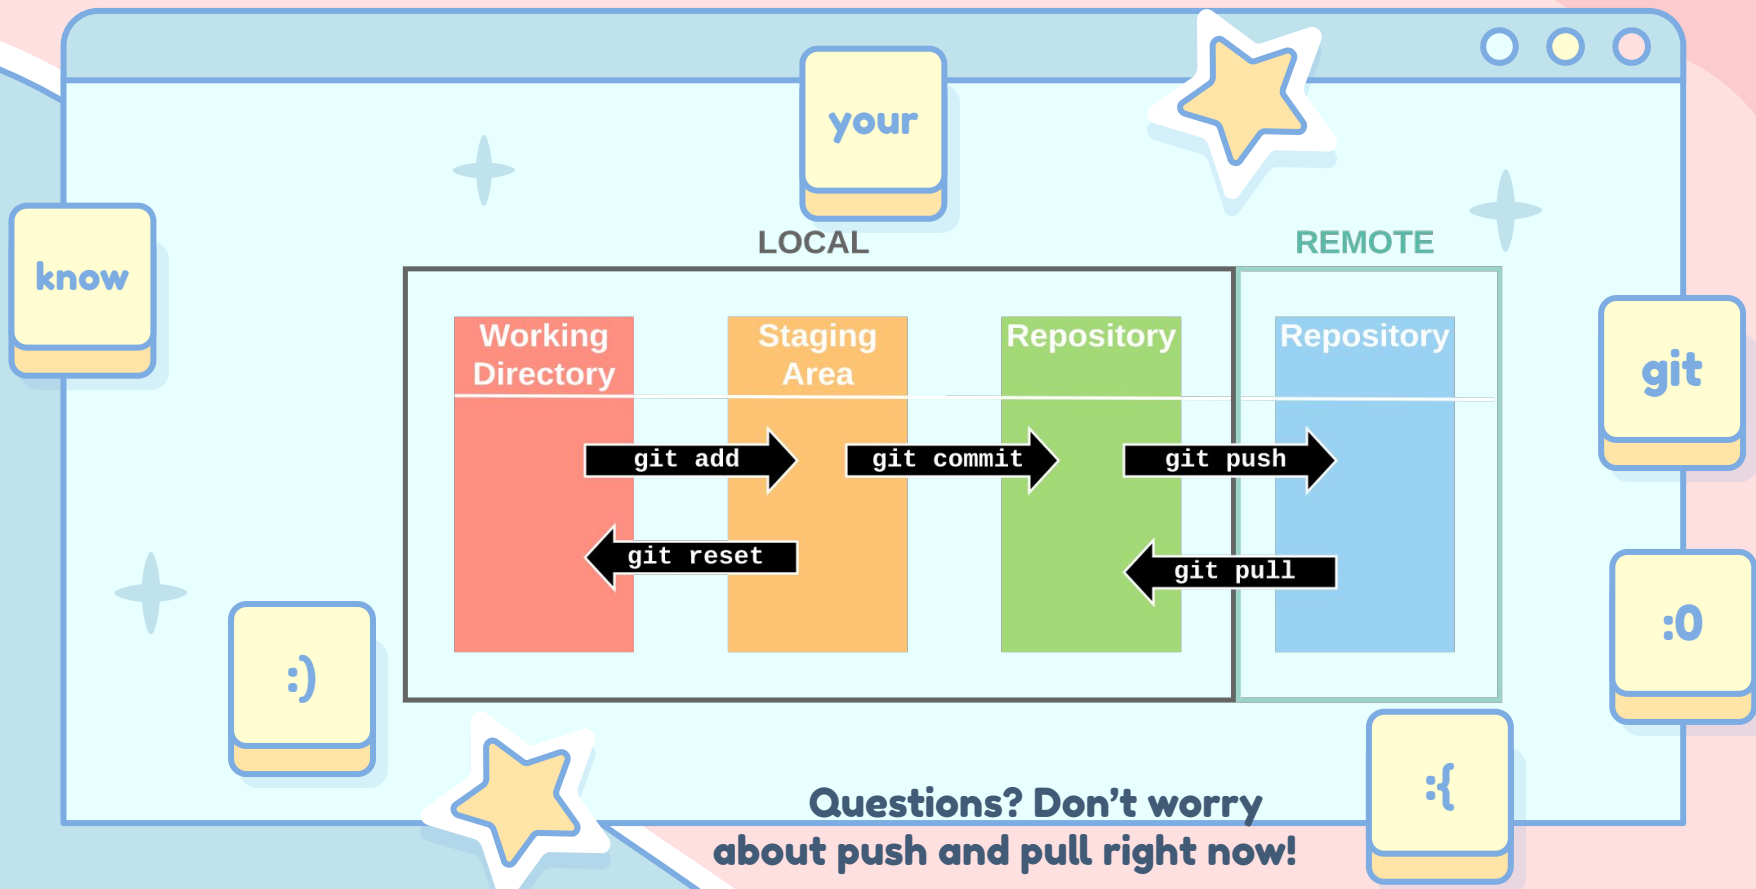 know
your
git
LOCAL
REMOTE
Working
Directory
Staging
Area
Repository
Repository
git add
git commit
git push
git reset
git pull
:)
:O
:{
Questions? Don’t worry
about push and pull right now!